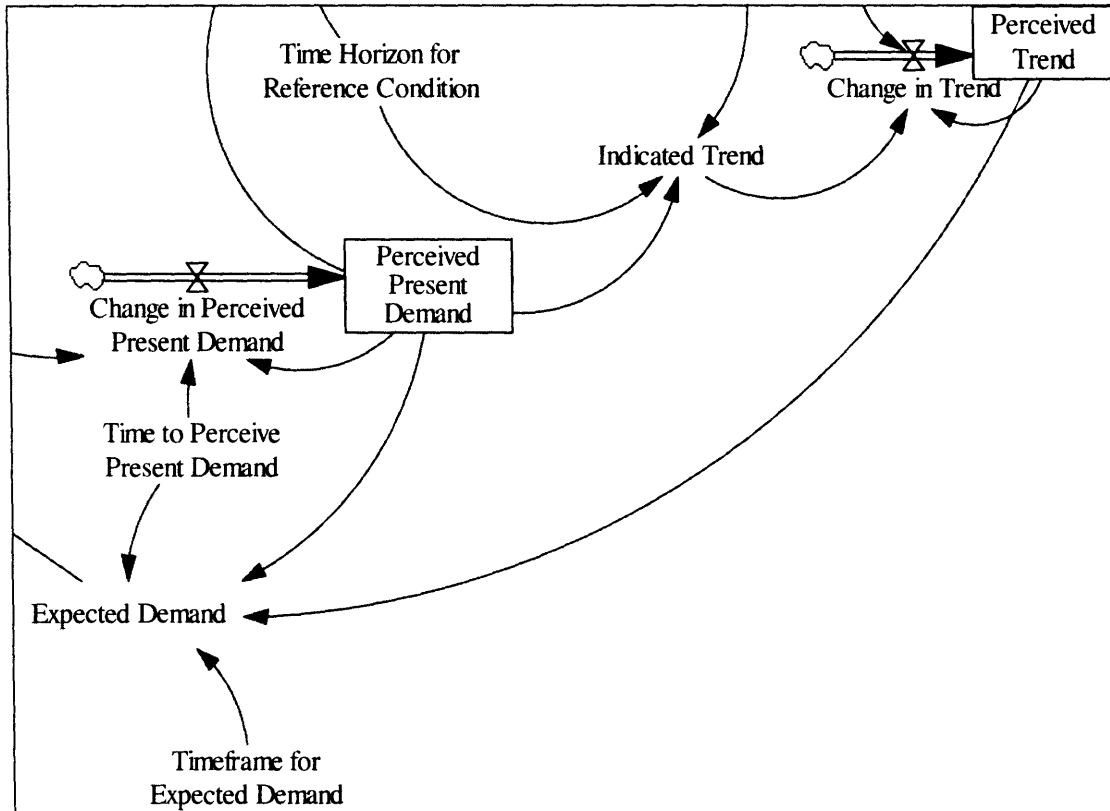 Perceived
Trend
Time Horizon for
Reference Condition
Change in Trend
Indicated Trend
Perceived
Present
Demand
Change in Perceived
Present Demand
Time to Perceive
Present Demand
Expected Demand
Timeframe for
Expected Demand